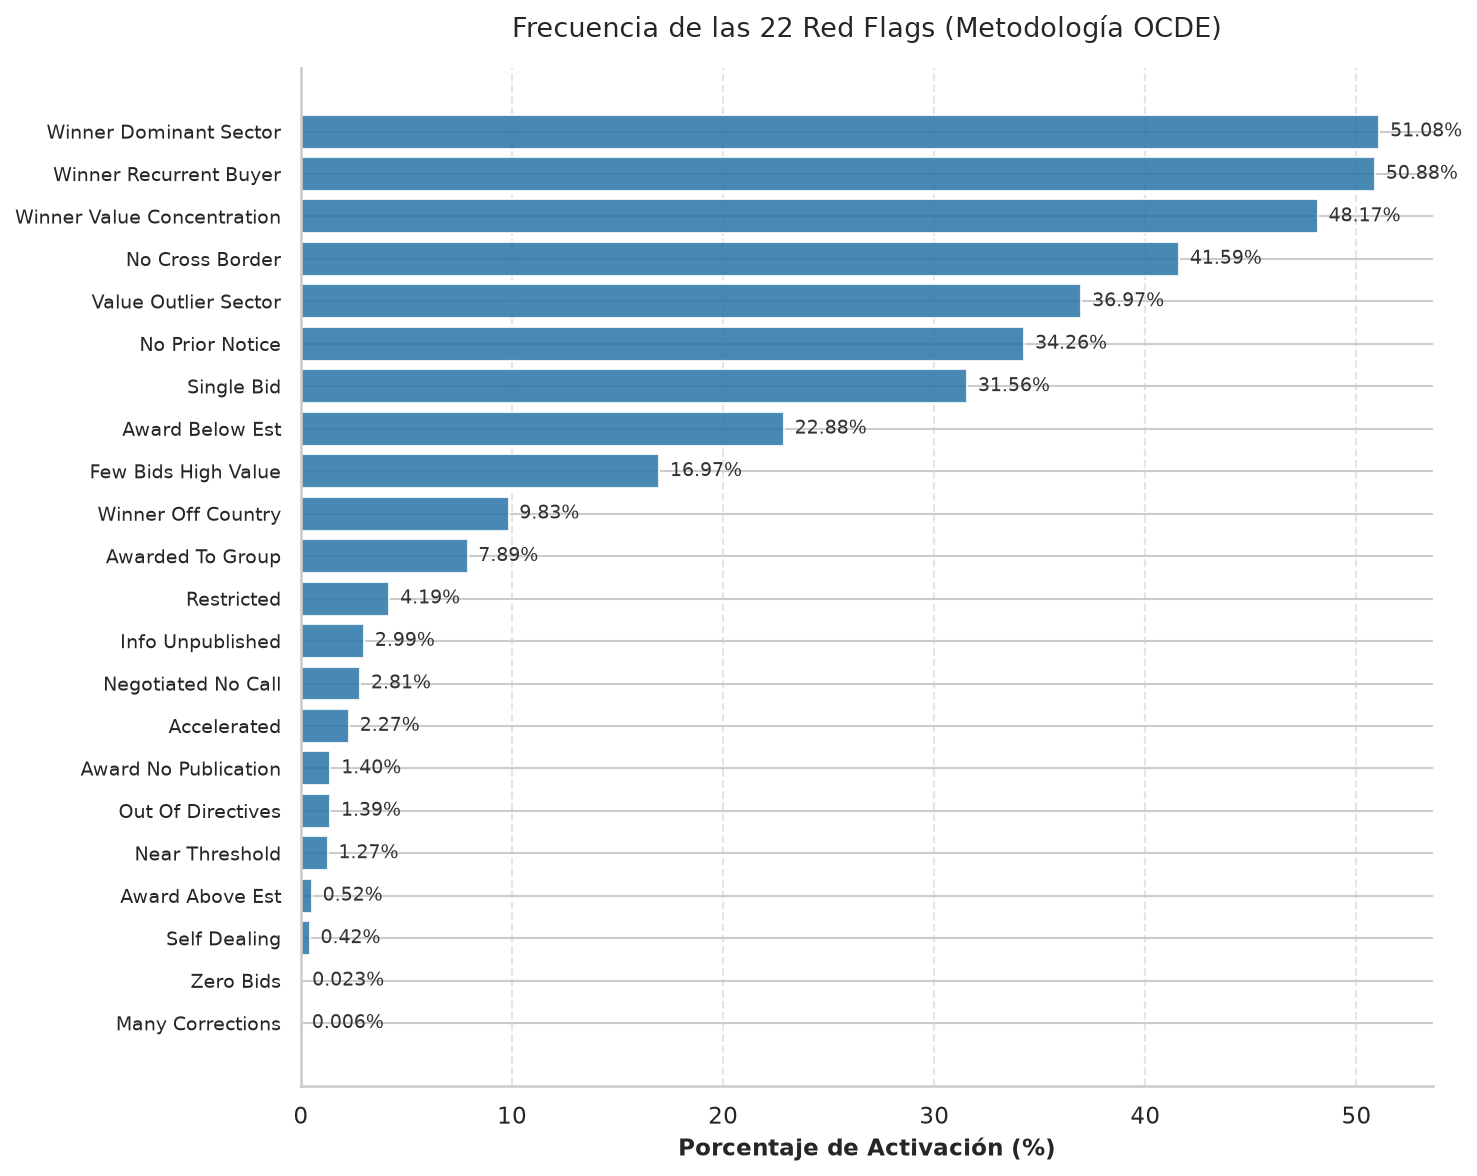 Frecuencia de las 22 Red Flags (Metodología OCDE)
Winner Dominant Sector 51.08%
Winner Recurrent Buyer 50.88%
Winner Value Concentration 48.17%
No Cross Border 41.59%
Value Outlier Sector 36.97%
No Prior Notice 34.26%
Single Bid 31.56%
Award Below Est 22.88%
Few Bids High Value 16.97%
Winner Off Country 9.83%
Awarded To Group 7.89%
Restricted 4.19%
Info Unpublished 2.99%
Negotiated No Call 2.81%
Accelerated 2.27%
Award No Publication 1.40%
Out Of Directives 1.39%
Near Threshold 1.27%
Award Above Est 0.52%
Self Dealing 0.42%
Zero Bids 0.023%
Many Corrections 0.006%
0 10 20 30 40 50
Porcentaje de Activación (%)